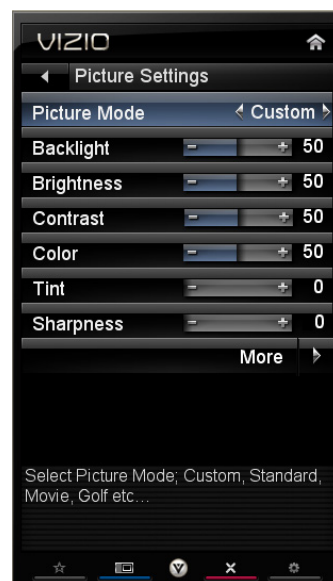 VIZIO
Picture Settings
Picture Mode Custom
Backlight - + 50
Brightness - + 50
Contrast - + 50
Color - + 50
Tint - + 0
Sharpness - + 0
More
Select Picture Mode; Custom, Standard,
Movie, Golf etc...
V